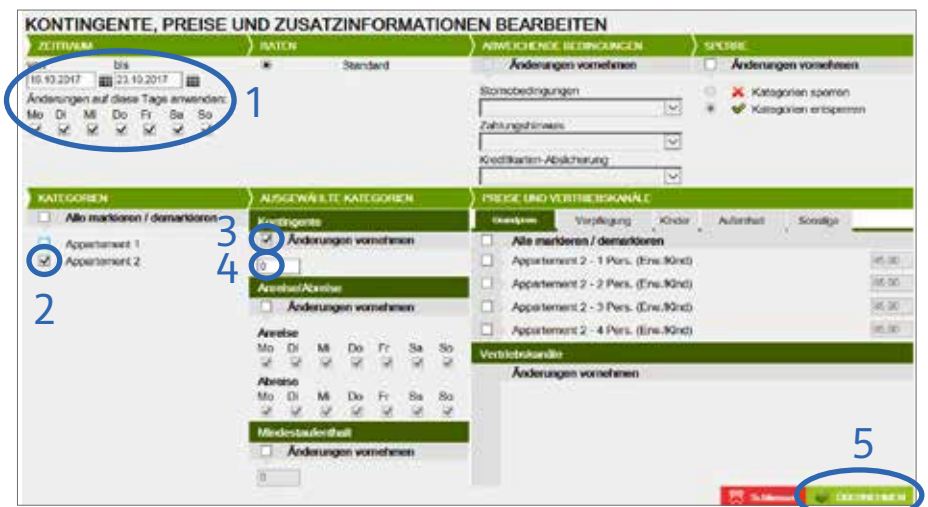 KONTINGENTE, PREISE UND ZUSATZINFORMATIONEN BEARBEITEN
ZEITRAUM
RATEN
ABWEICHENDE BEDINGUNGEN
SPERRE
bis
Standard
Änderungen vornehmen
Änderungen vornehmen
23.10.2017
1
Änderungen auf diese Tage anwenden:
Mo Di Mi Do Fr Sa So
Stornobedingungen
Kategorien sperren
Kategorien entsperren
Zahlungshinweis
Kreditkarten-Absicherung
KATEGORIEN
AUSGEWÄHLTE KATEGORIEN
PREISE UND VERTRIEBSKANÄLE
Alle markieren / demarkieren
Appartement 1
Appartement 2
2
Kontingente
3
Änderungen vornehmen
4
0
Anreise/Abreise
Änderungen vornehmen
Anreise
Mo Di Mi Do Fr Sa So
Abreise
Mo Di Mi Do Fr Sa So
Mindestaufenthalt
Änderungen vornehmen
0
Grundpreis Verpflegung Kinder Aufenthalt Sonstige
Alle markieren / demarkieren
Appartement 2 - 1 Pers. (Erw./Kind)
Appartement 2 - 2 Pers. (Erw./Kind)
Appartement 2 - 3 Pers. (Erw./Kind)
Appartement 2 - 4 Pers. (Erw./Kind)
Vertriebskanäle
Änderungen vornehmen
5
ÜBERNEHMEN